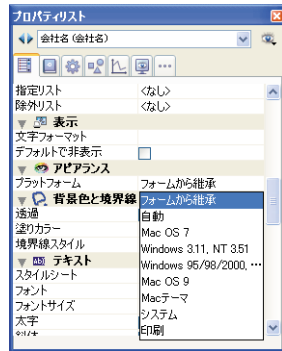 プロパティリスト
会社名 (会社名)
指定リスト <なし>
除外リスト <なし>
表示
文字フォーマット
デフォルトで非表示
アピアランス
プラットフォーム フォームから継承
背景色と境界線 フォームから継承
透過 自動
塗りカラー Mac OS 7
境界線スタイル Windows 3.11, NT 3.51
テキスト Windows 95/98/2000, …
スタイルシート Mac OS 9
フォント Macテーマ
フォントサイズ システム
太字 印刷